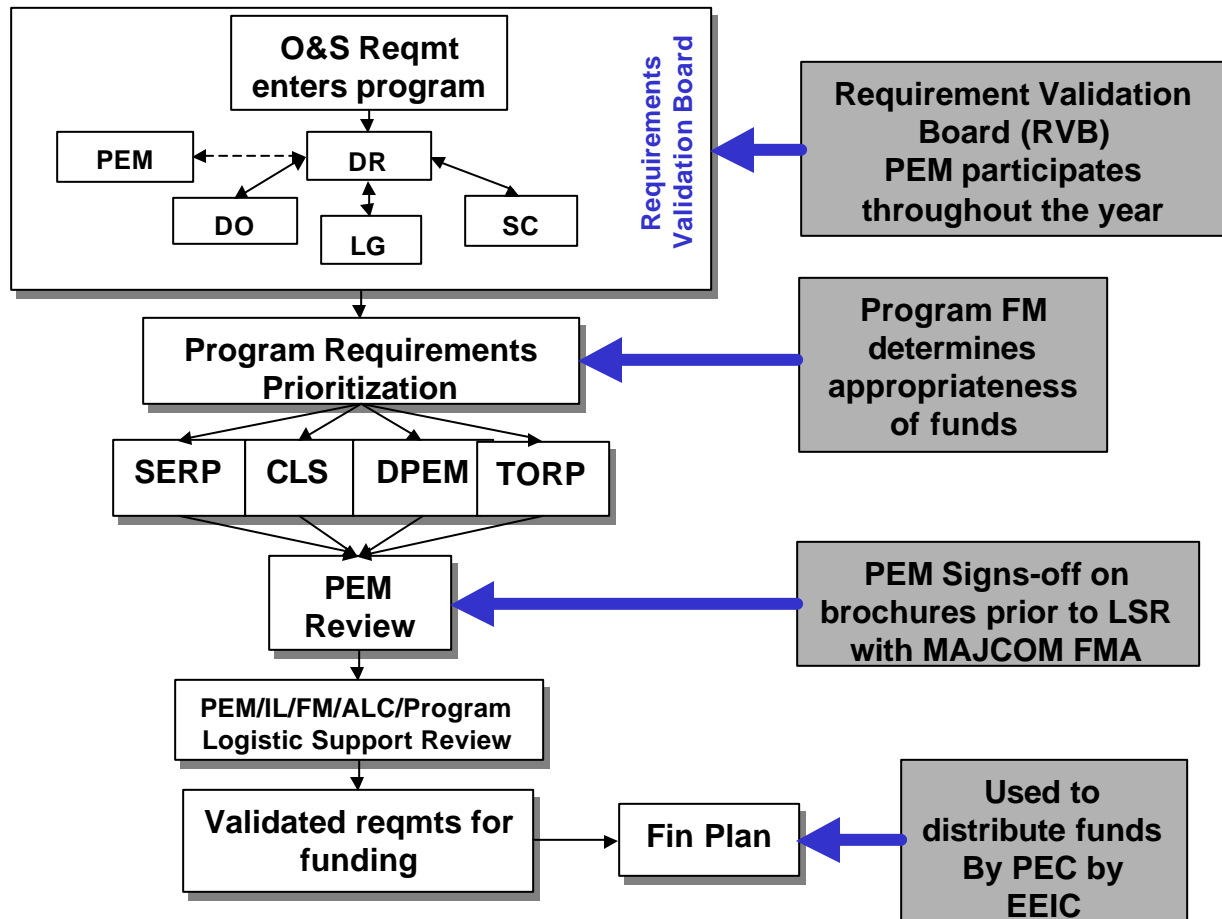 O&S Reqmt
enters program
Requirements
Validation Board
PEM
DR
DO
LG
SC
Requirement Validation
Board (RVB)
PEM participates
throughout the year
Program Requirements
Prioritization
Program FM
determines
appropriateness
of funds
SERP
CLS
DPEM
TORP
PEM
Review
PEM Signs-off on
brochures prior to LSR
with MAJCOM FMA
PEM/IL/FM/ALC/Program
Logistic Support Review
Validated reqmts for
funding
Fin Plan
Used to
distribute funds
By PEC by
EEIC